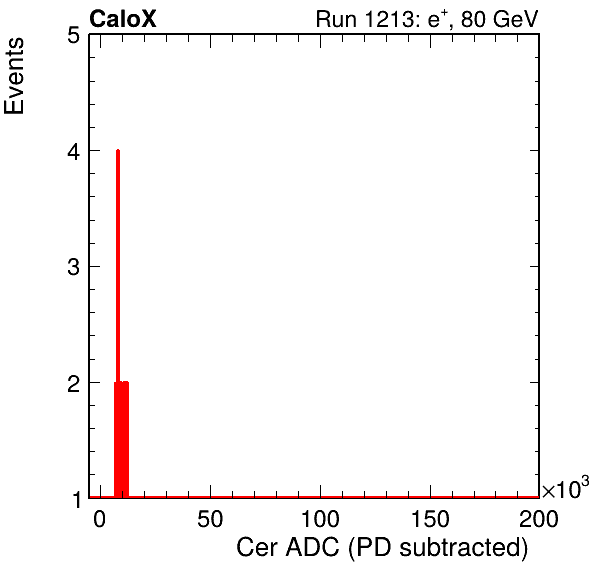 CaloX Run 1213: e⁺, 80 GeV
Events
5
4
3
2
1
0 50 100 150 200
×10³
Cer ADC (PD subtracted)